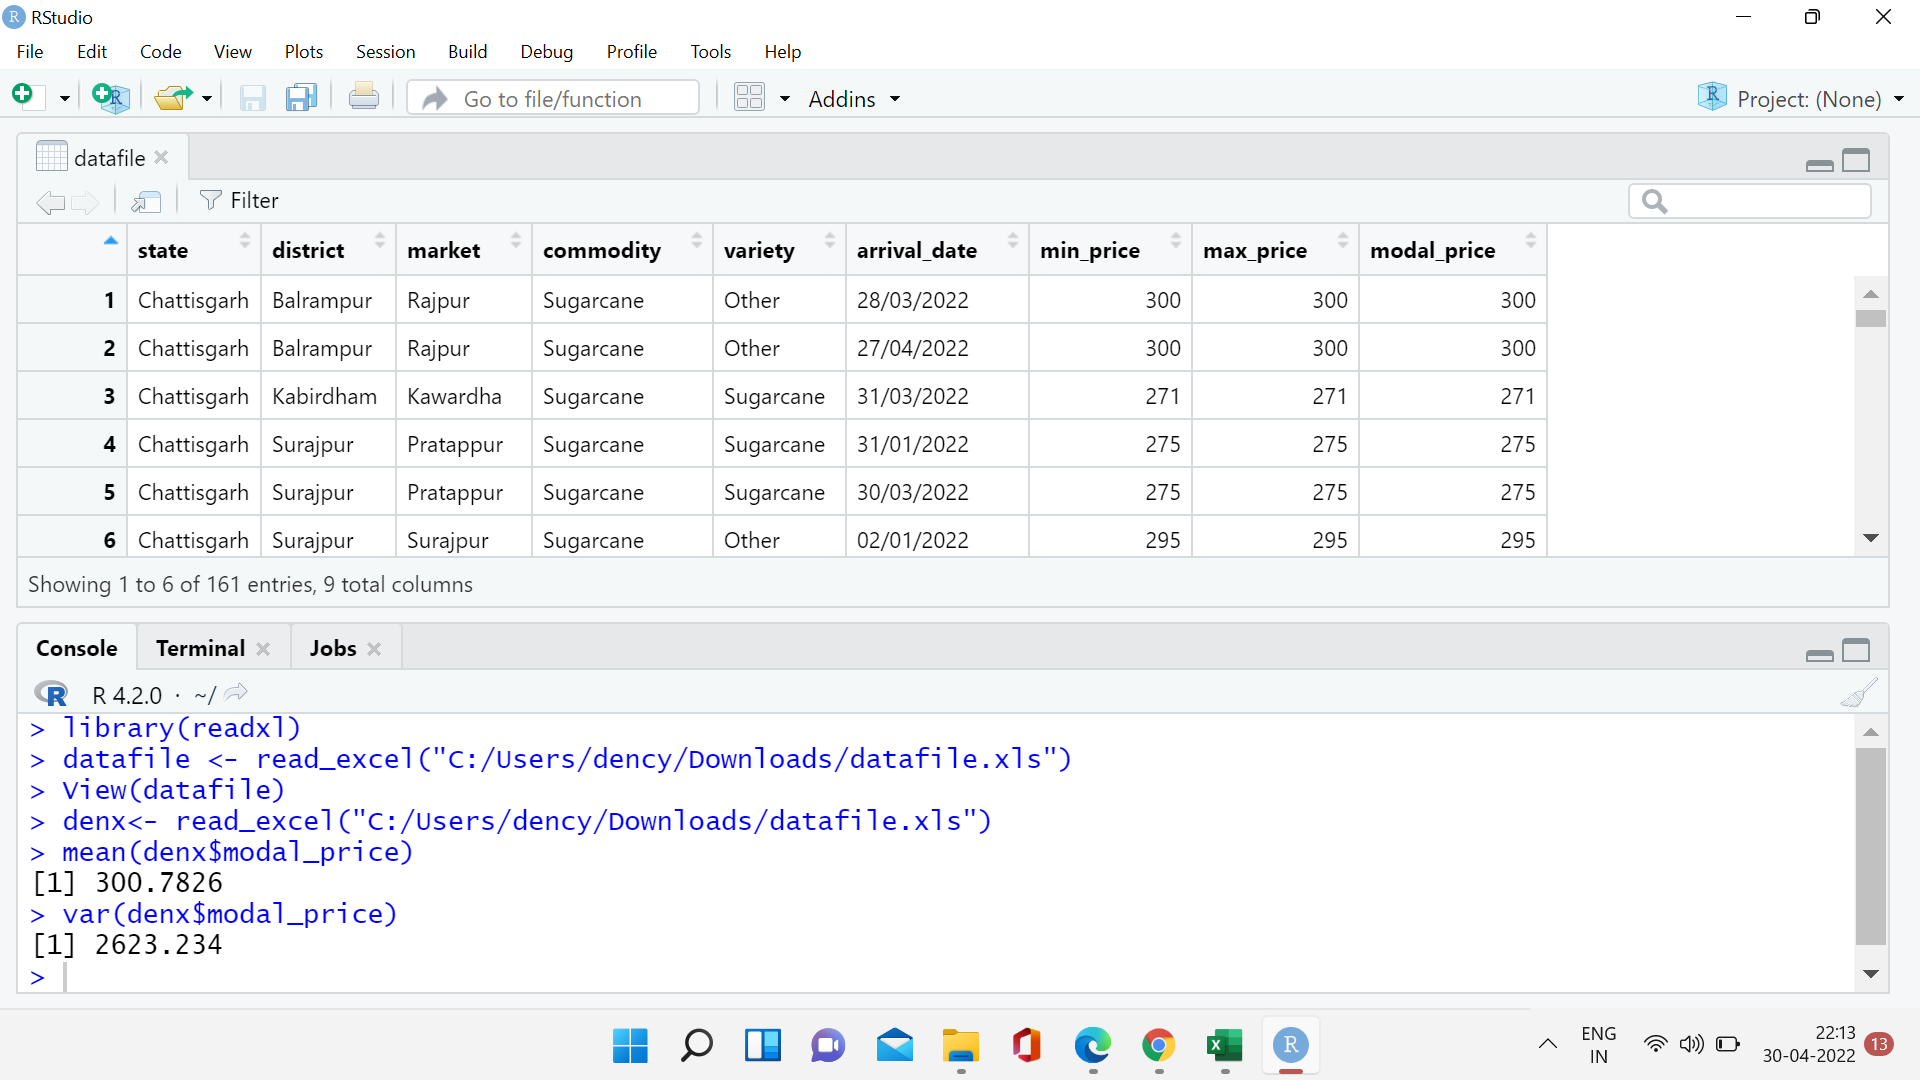 RStudio
File Edit Code View Plots Session Build Debug Profile Tools Help
Go to file/function Addins Project: (None)
datafile
Filter
state district market commodity variety arrival_date min_price max_price modal_price
1 Chattisgarh Balrampur Rajpur Sugarcane Other 28/03/2022 300 300 300
2 Chattisgarh Balrampur Rajpur Sugarcane Other 27/04/2022 300 300 300
3 Chattisgarh Kabirdham Kawardha Sugarcane Sugarcane 31/03/2022 271 271 271
4 Chattisgarh Surajpur Pratappur Sugarcane Sugarcane 31/01/2022 275 275 275
5 Chattisgarh Surajpur Pratappur Sugarcane Sugarcane 30/03/2022 275 275 275
6 Chattisgarh Surajpur Surajpur Sugarcane Other 02/01/2022 295 295 295
Showing 1 to 6 of 161 entries, 9 total columns
Console Terminal Jobs
R 4.2.0 · ~/
> library(readxl)
> datafile <- read_excel("C:/Users/dency/Downloads/datafile.xls")
> View(datafile)
> denx<- read_excel("C:/Users/dency/Downloads/datafile.xls")
> mean(denx$modal_price)
[1] 300.7826
> var(denx$modal_price)
[1] 2623.234
>
ENG
IN
22:13
30-04-2022
13